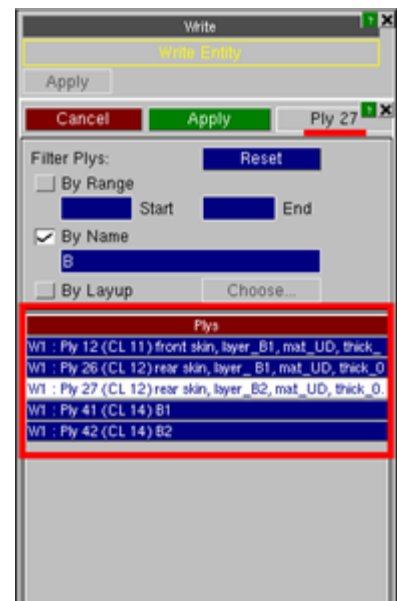 Write
Write Entity
Apply
Cancel Apply Ply 27
Filter Plys: Reset
By Range
Start End
By Name
B
By Layup Choose...
Plys
W1 : Ply 12 (CL 11) front skin, layer_B1, mat_UD, thick_
W1 : Ply 26 (CL 12) rear skin, layer_B1, mat_UD, thick_0
W1 : Ply 27 (CL 12) rear skin, layer_B2, mat_UD, thick_0.
W1 : Ply 41 (CL 14) B1
W1 : Ply 42 (CL 14) B2